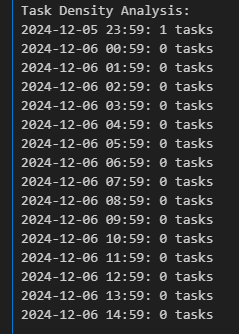 Task Density Analysis:
2024-12-05 23:59: 1 tasks
2024-12-06 00:59: 0 tasks
2024-12-06 01:59: 0 tasks
2024-12-06 02:59: 0 tasks
2024-12-06 03:59: 0 tasks
2024-12-06 04:59: 0 tasks
2024-12-06 05:59: 0 tasks
2024-12-06 06:59: 0 tasks
2024-12-06 07:59: 0 tasks
2024-12-06 08:59: 0 tasks
2024-12-06 09:59: 0 tasks
2024-12-06 10:59: 0 tasks
2024-12-06 11:59: 0 tasks
2024-12-06 12:59: 0 tasks
2024-12-06 13:59: 0 tasks
2024-12-06 14:59: 0 tasks